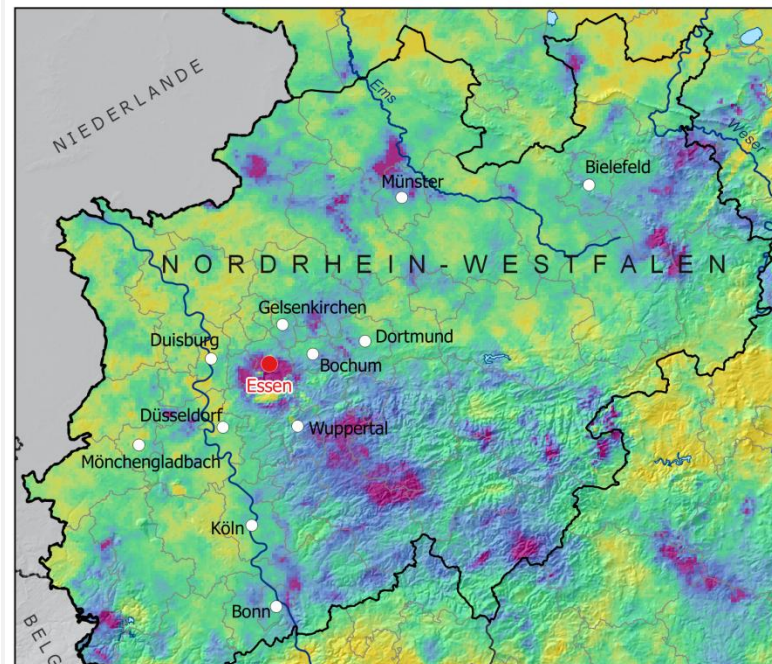 NIEDERLANDE
Ems
Weser
Bielefeld
Münster
NORDRHEIN-WESTFALEN
Gelsenkirchen
Duisburg
Dortmund
Bochum
Essen
Düsseldorf
Wuppertal
Mönchengladbach
Köln
Bonn
BELG